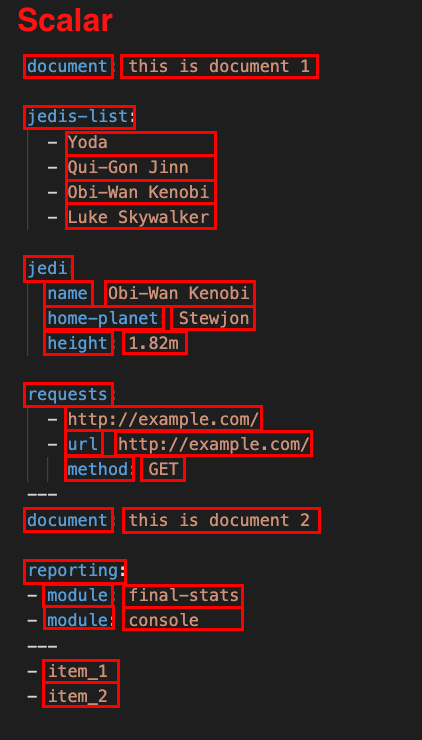 Scalar
document: this is document 1
jedis-list:
- Yoda
- Qui-Gon Jinn
- Obi-Wan Kenobi
- Luke Skywalker
jedi
name Obi-Wan Kenobi
home-planet Stewjon
height: 1.82m
requests:
- http://example.com/
- url http://example.com/
method: GET
---
document: this is document 2
reporting:
- module: final-stats
- module: console
---
- item_1
- item_2